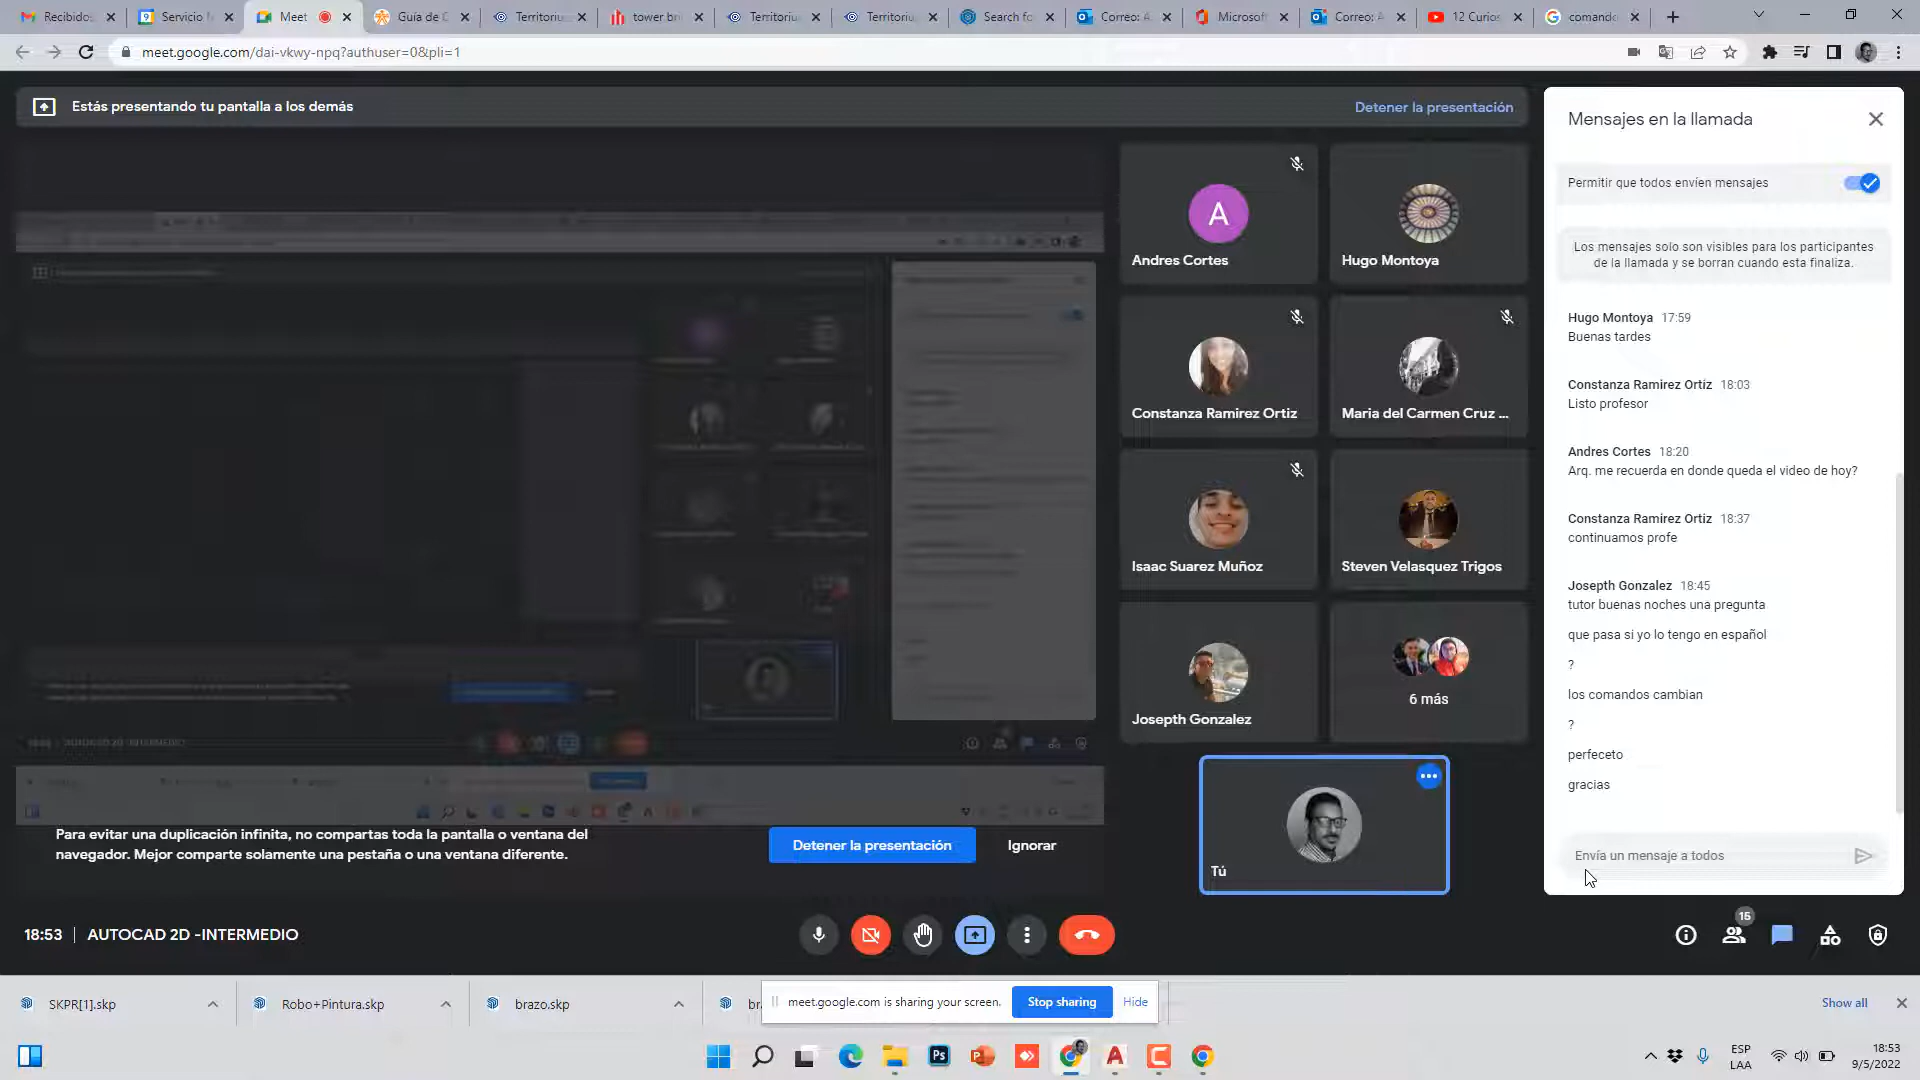 Recibidos
Servicio
Meet
Guía de C
Territoriu
tower br
Territoriu
Territoriu
Search fo
Correo: A
Microsof
Correo: A
12 Curios
comando
meet.google.com/dai-vkwy-npq?authuser=0&pli=1
Estás presentando tu pantalla a los demás
Detener la presentación
Mensajes en la llamada
Permitir que todos envíen mensajes
Los mensajes solo son visibles para los participantes
de la llamada y se borran cuando esta finaliza.
A
Andres Cortes
Hugo Montoya
Constanza Ramirez Ortiz
Maria del Carmen Cruz ...
Isaac Suarez Muñoz
Steven Velasquez Trigos
Josepth Gonzalez
6 más
Tú
Hugo Montoya 17:59
Buenas tardes
Constanza Ramirez Ortiz 18:03
Listo profesor
Andres Cortes 18:20
Arq. me recuerda en donde queda el video de hoy?
Constanza Ramirez Ortiz 18:37
continuamos profe
Josepth Gonzalez 18:45
tutor buenas noches una pregunta
que pasa si yo lo tengo en español
?
los comandos cambian
?
perfeceto
gracias
Envía un mensaje a todos
Para evitar una duplicación infinita, no compartas toda la pantalla o ventana del
navegador. Mejor comparte solamente una pestaña o una ventana diferente.
Detener la presentación
Ignorar
18:53 | AUTOCAD 2D -INTERMEDIO
15
SKPR[1].skp
Robo+Pintura.skp
brazo.skp
br
meet.google.com is sharing your screen.
Stop sharing
Hide
Show all
Ps
ESP
LAA
18:53
9/5/2022